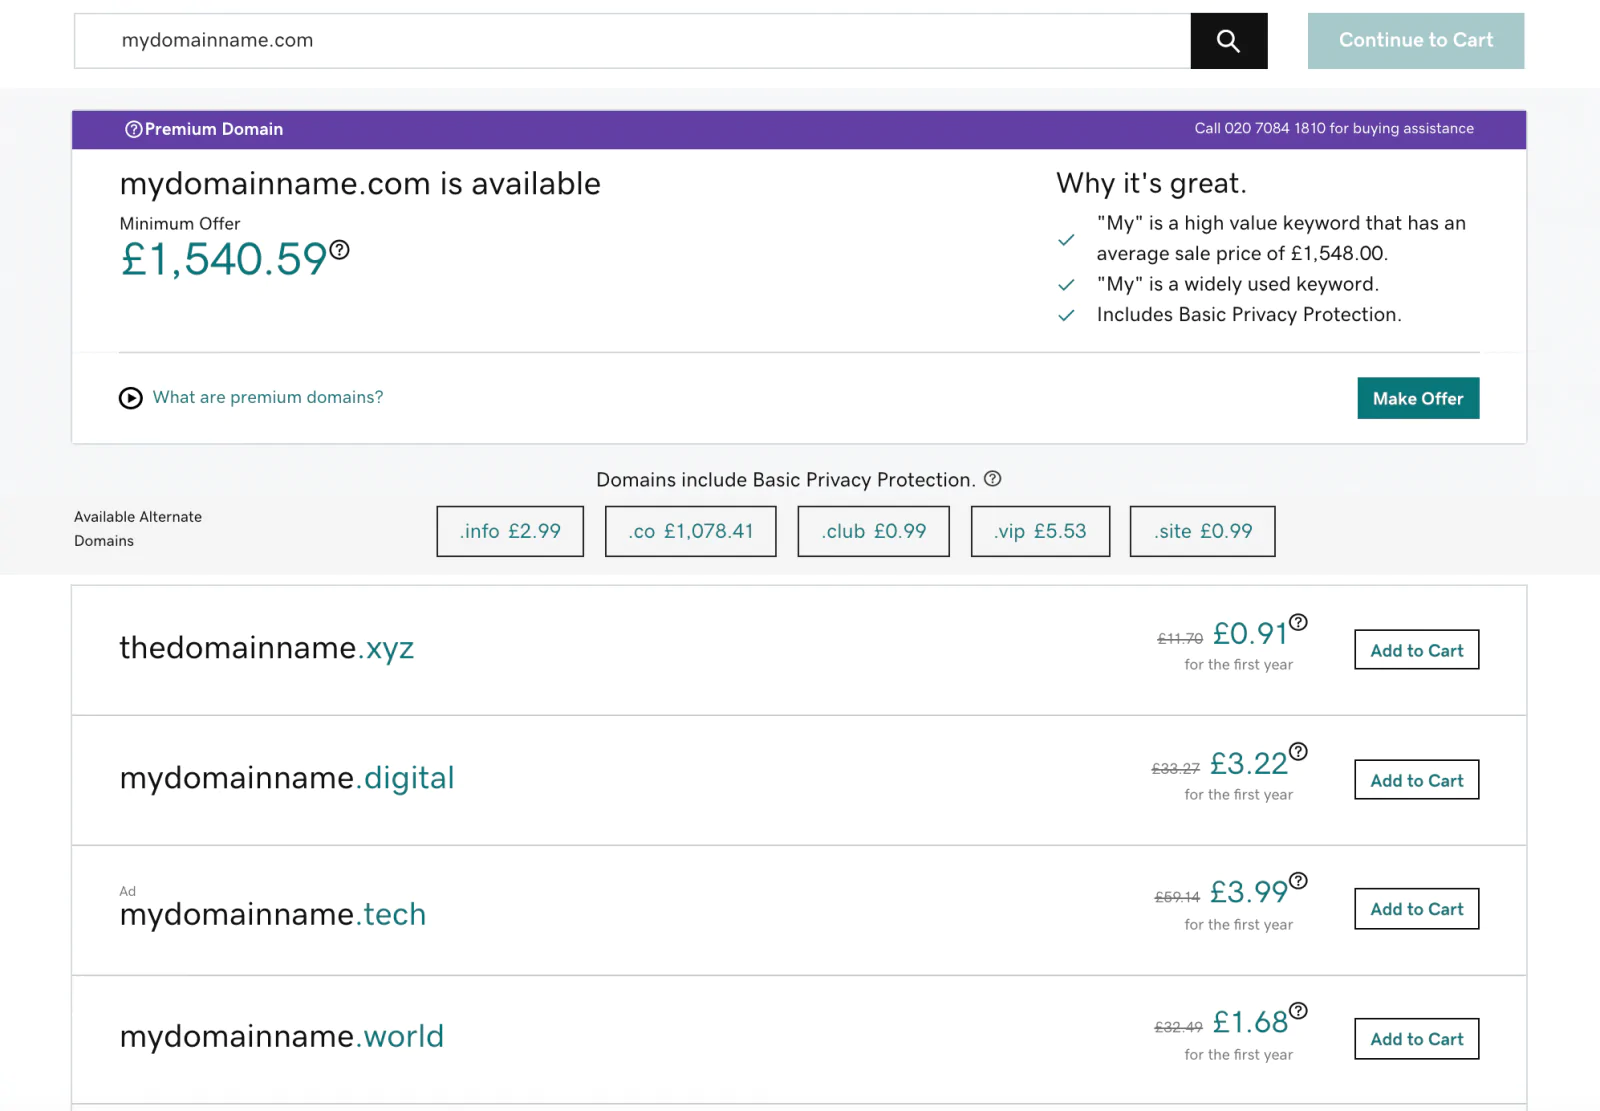 mydomainname.com
Continue to Cart
Premium Domain
Call 020 7084 1810 for buying assistance
mydomainname.com is available
Minimum Offer
£1,540.59
Why it's great.
"My" is a high value keyword that has an
average sale price of £1,548.00.
"My" is a widely used keyword.
Includes Basic Privacy Protection.
What are premium domains?
Make Offer
Domains include Basic Privacy Protection.
Available Alternate
Domains
.info £2.99
.co £1,078.41
.club £0.99
.vip £5.53
.site £0.99
thedomainname.xyz
£11.70 £0.91
for the first year
Add to Cart
mydomainname.digital
£33.27 £3.22
for the first year
Add to Cart
Ad
mydomainname.tech
£59.14 £3.99
for the first year
Add to Cart
mydomainname.world
£32.49 £1.68
for the first year
Add to Cart